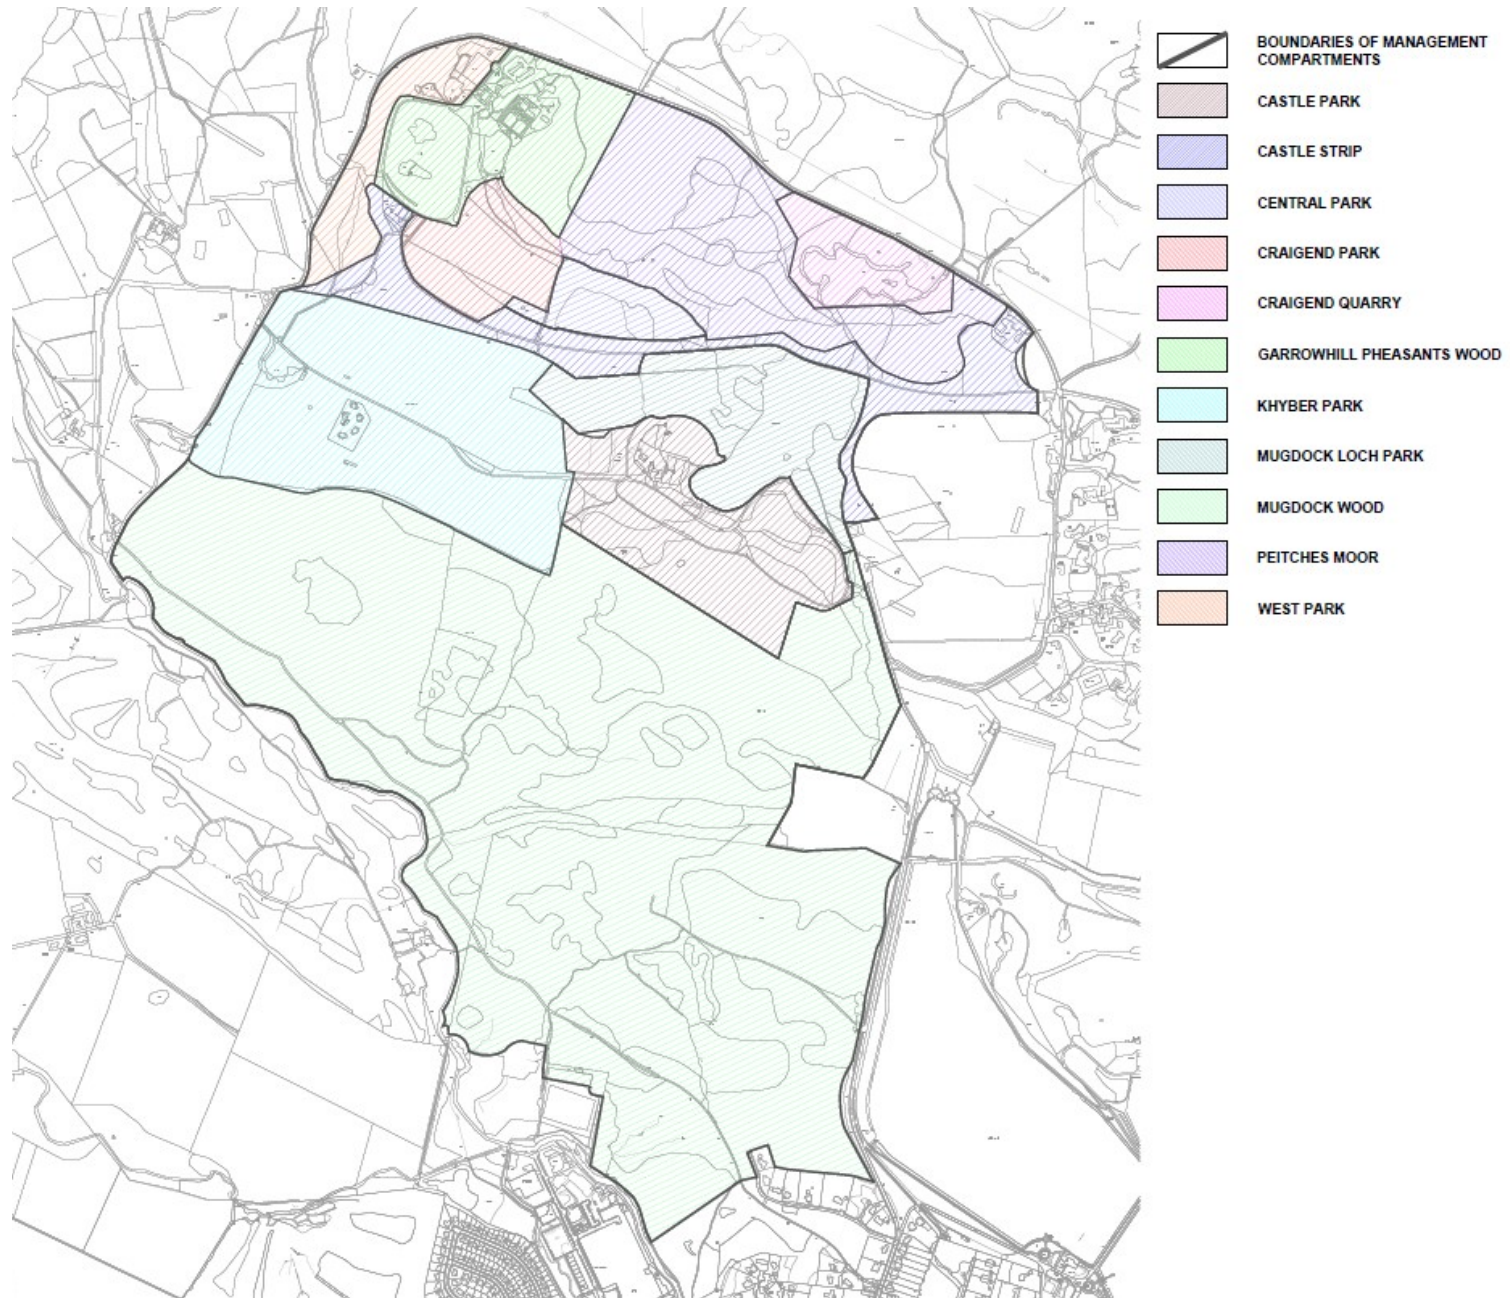 BOUNDARIES OF MANAGEMENT
COMPARTMENTS
CASTLE PARK
CASTLE STRIP
CENTRAL PARK
CRAIGEND PARK
CRAIGEND QUARRY
GARROWHILL PHEASANTS WOOD
KHYBER PARK
MUGDOCK LOCH PARK
MUGDOCK WOOD
PEITCHES MOOR
WEST PARK